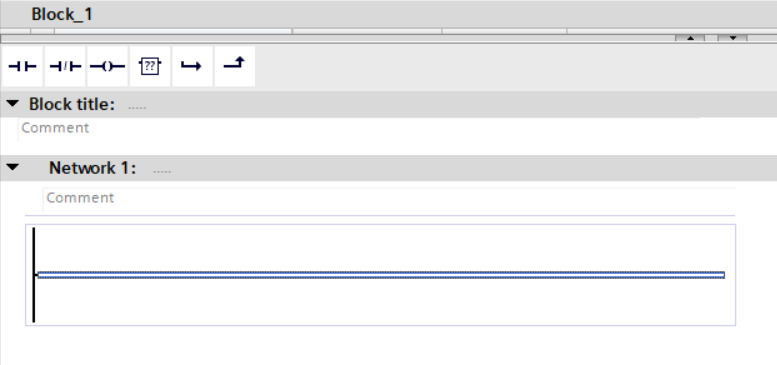 Block_1
??
Block title: .....
Comment
Network 1: .....
Comment